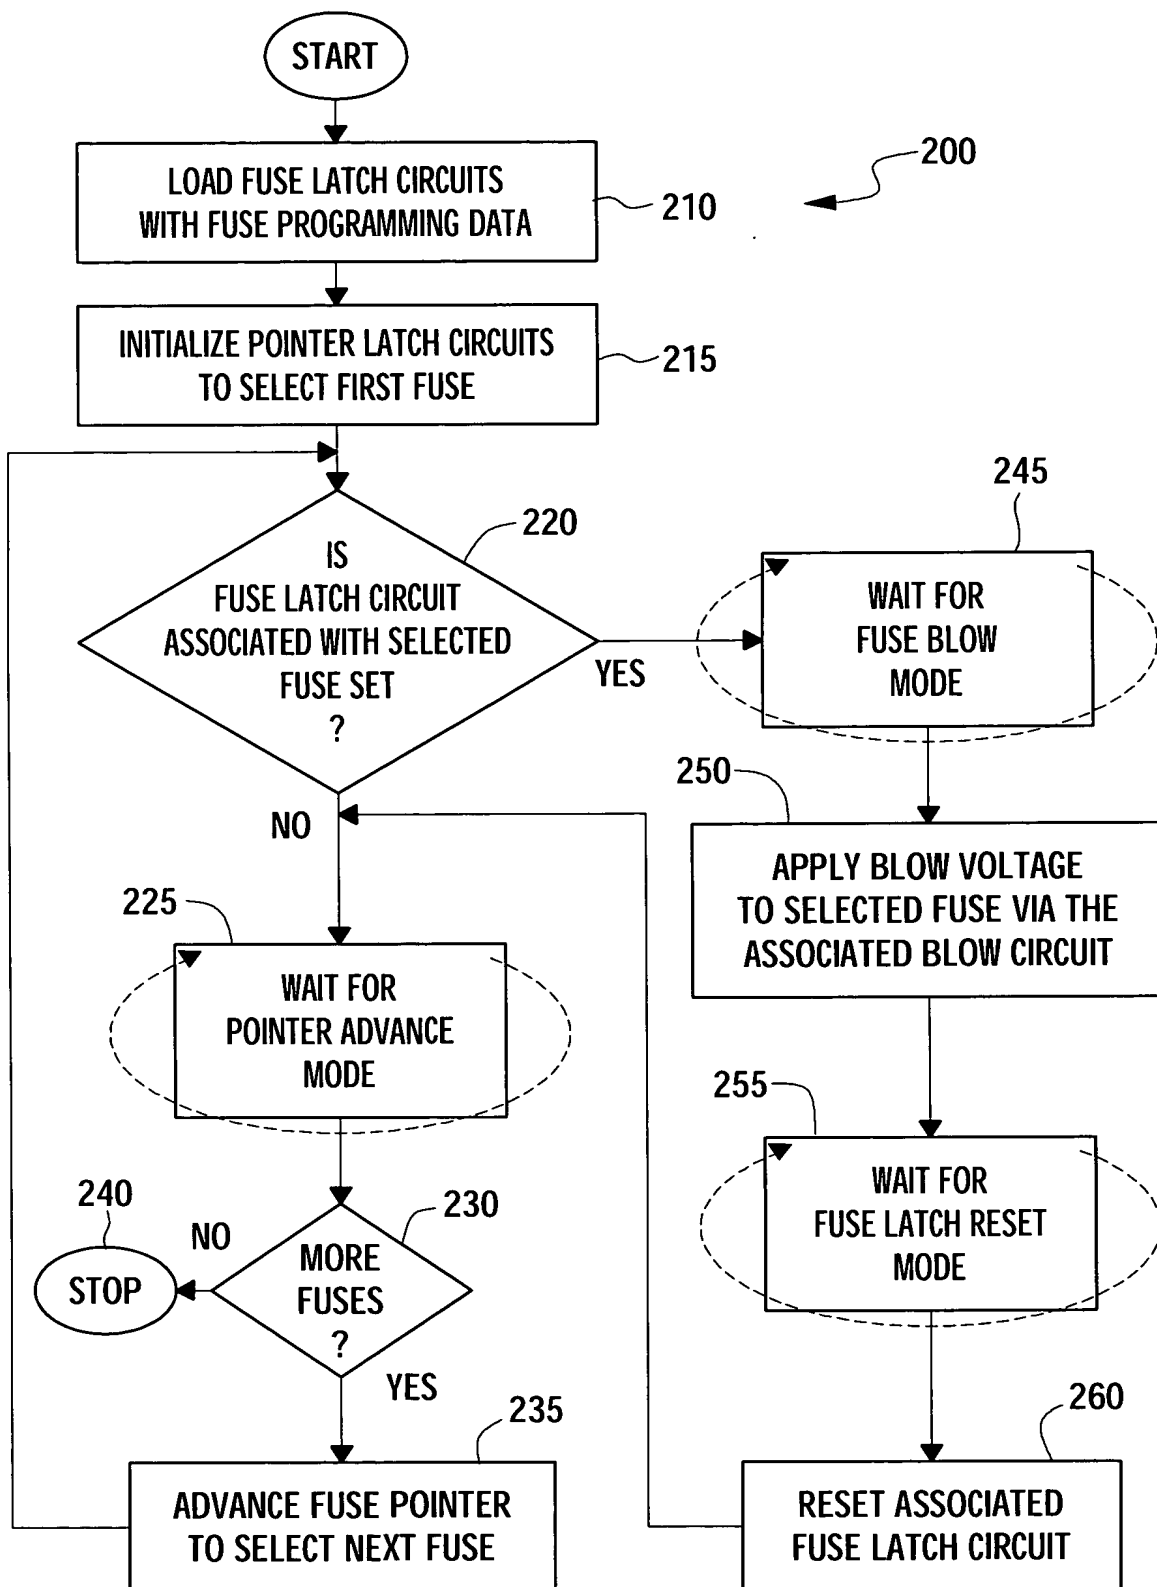 START
200
LOAD FUSE LATCH CIRCUITS
WITH FUSE PROGRAMMING DATA
210
INITIALIZE POINTER LATCH CIRCUITS
TO SELECT FIRST FUSE
215
IS
FUSE LATCH CIRCUIT
ASSOCIATED WITH SELECTED
FUSE SET
?
220
YES
NO
245
WAIT FOR
FUSE BLOW
MODE
250
APPLY BLOW VOLTAGE
TO SELECTED FUSE VIA THE
ASSOCIATED BLOW CIRCUIT
225
WAIT FOR
POINTER ADVANCE
MODE
255
WAIT FOR
FUSE LATCH RESET
MODE
230
MORE
FUSES
?
NO
240
STOP
YES
235
ADVANCE FUSE POINTER
TO SELECT NEXT FUSE
260
RESET ASSOCIATED
FUSE LATCH CIRCUIT